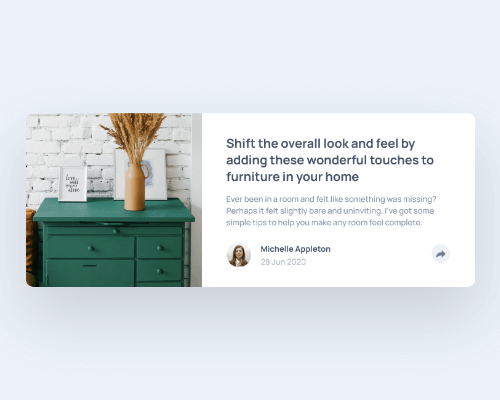 love
will
Shift the overall look and feel by
adding these wonderful touches to
furniture in your home
Ever been in a room and felt like something was missing?
Perhaps it felt slightly bare and uninviting. I've got some
simple tips to help you make any room feel complete.
Michelle Appleton
28 Jun 2020